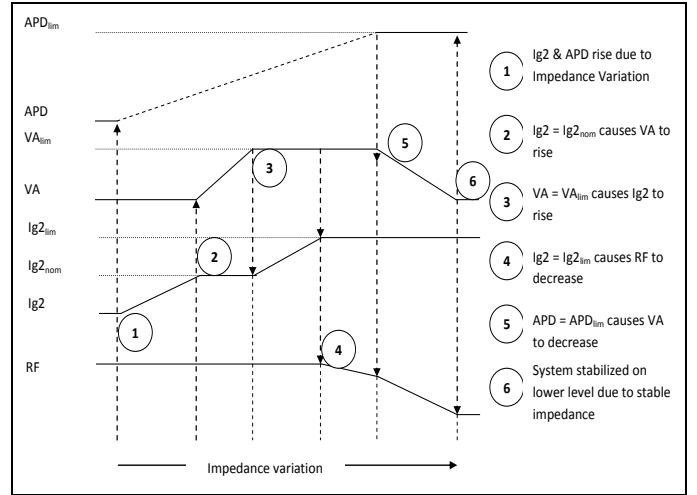 APDlim
APD
VAlim
VA
Ig2lim
Ig2nom
Ig2
RF
1
2
3
4
5
6
Impedance variation
1
Ig2 & APD rise due to
Impedance Variation
2
Ig2 = Ig2nom causes VA to
rise
3
VA = VAlim causes Ig2 to
rise
4
Ig2 = Ig2lim causes RF to
decrease
5
APD = APDlim causes VA
to decrease
6
System stabilized on
lower level due to stable
impedance